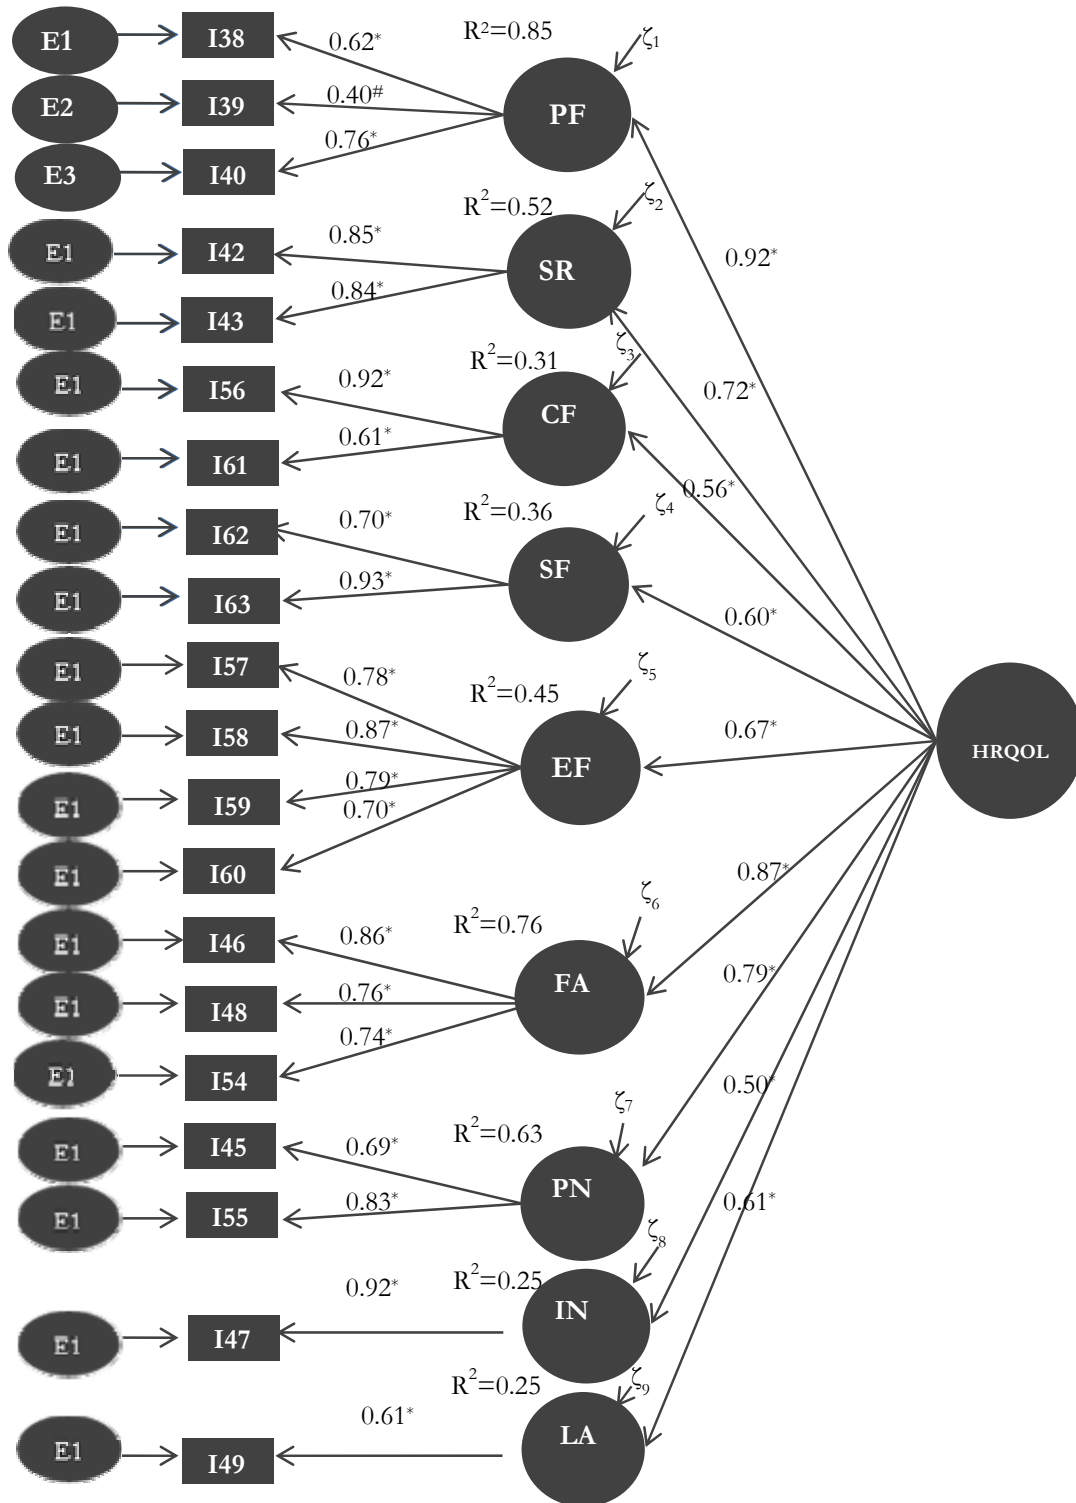 E1 I38 0.62* R²=0.85 ζ1
E2 I39 0.40# PF
E3 I40 0.76*
R²=0.52 ζ2
E1 I42 0.85* SR 0.92*
E1 I43 0.84*
R²=0.31 ζ3
E1 I56 0.92* CF 0.72*
E1 I61 0.61*
0.56*
E1 I62 0.70* R²=0.36 ζ4
E1 I63 0.93* SF 0.60*
E1 I57 0.78* R²=0.45 ζ5
E1 I58 0.87* EF 0.67* HRQOL
E1 I59 0.79*
0.70*
E1 I60 0.87*
E1 I46 0.86* R²=0.76 ζ6
E1 I48 0.76* FA 0.79*
E1 I54 0.74*
0.50*
E1 I45 0.69* R²=0.63 ζ7
E1 I55 0.83* PN 0.61*
ζ8
0.92* R²=0.25 IN
E1 I47
R²=0.25 ζ9
0.61* LA
E1 I49